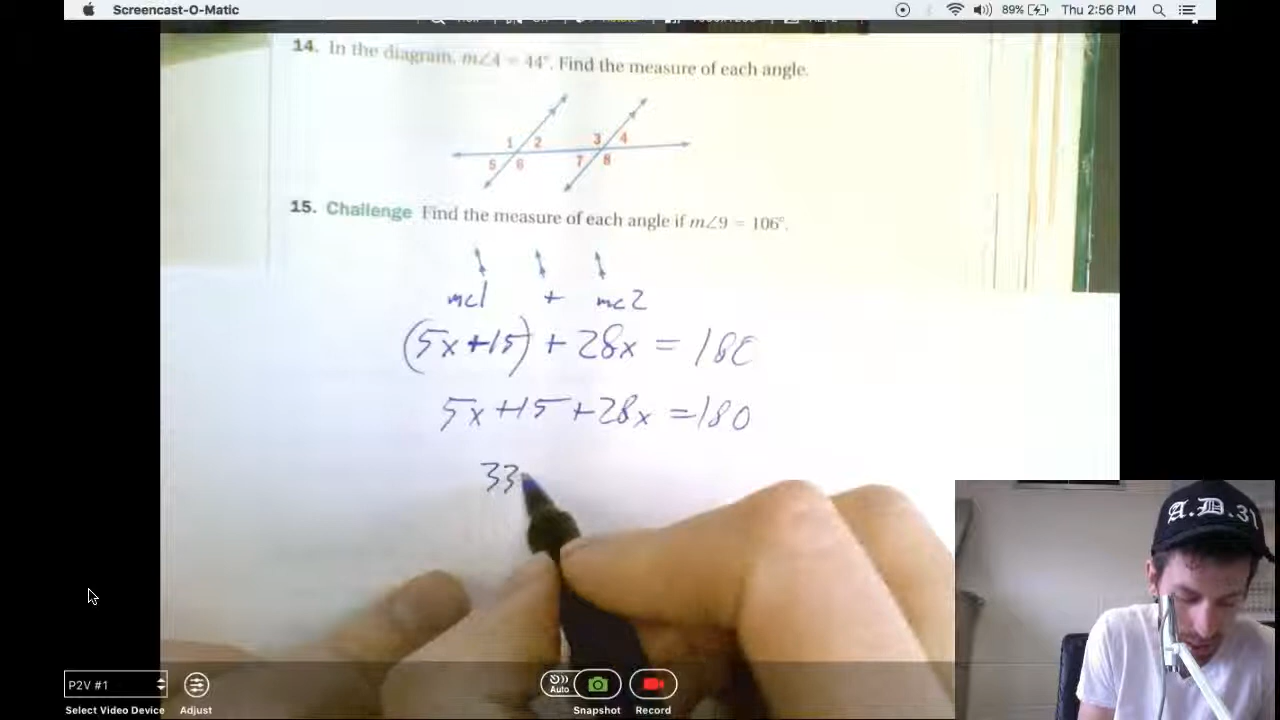 Screencast-O-Matic
89% Thu 2:56 PM
14. In the diagram, m∠4 = 44°. Find the measure of each angle.
1 2 3 4
5 6 7 8
15. Challenge Find the measure of each angle if m∠9 = 106°.
m<1 + m<2
(5x+15) + 28x = 180
5x+15+28x=180
33
A.D.31
P2V #1
Auto
Select Video Device Adjust Snapshot Record